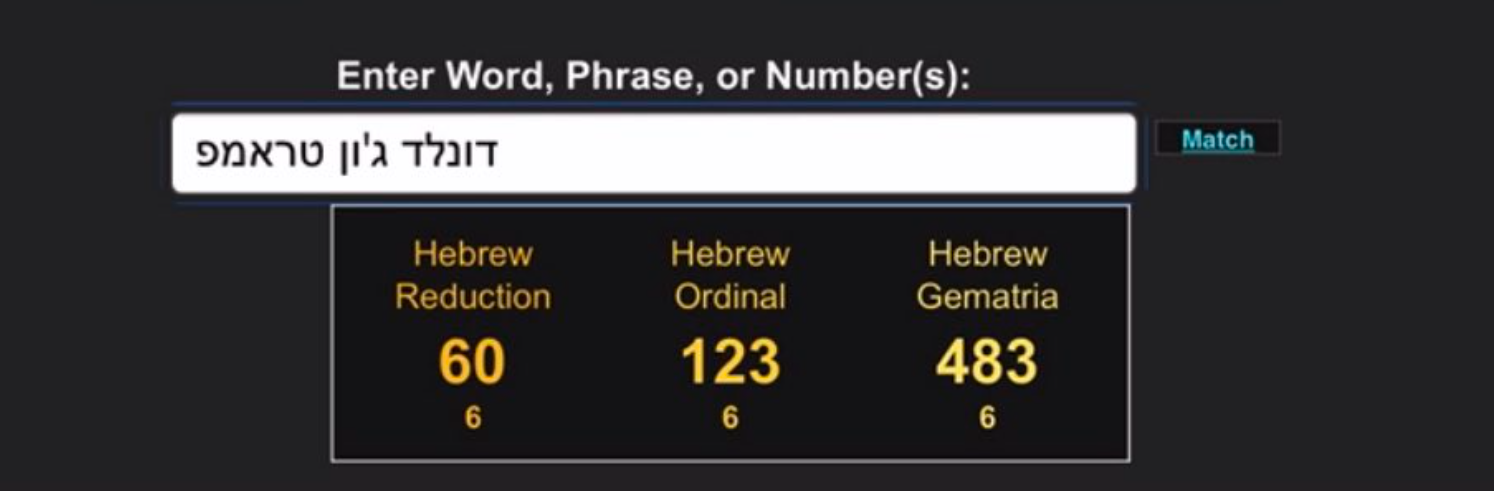 Enter Word, Phrase, or Number(s):
דונלד ג'ון טראמפ
Match
Hebrew Reduction Hebrew Ordinal Hebrew Gematria
60 123 483
6 6 6